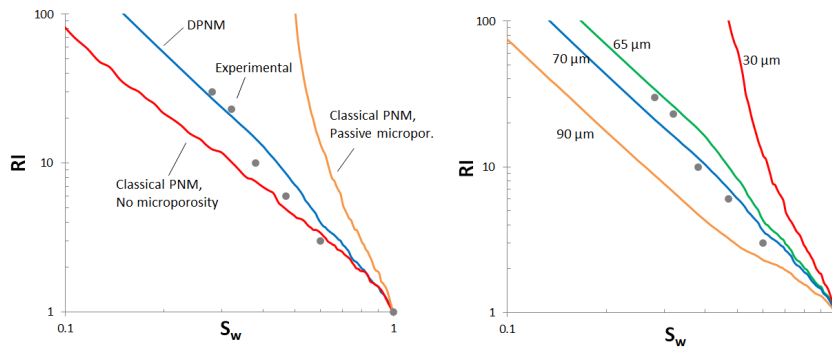 100
DPNM
Experimental
RI
10
Classical PNM,
Passive micropor.
Classical PNM,
No microporosity
1
0.1
Sw
1
100
65 µm
70 µm
30 µm
RI
10
90 µm
1
0.1
Sw